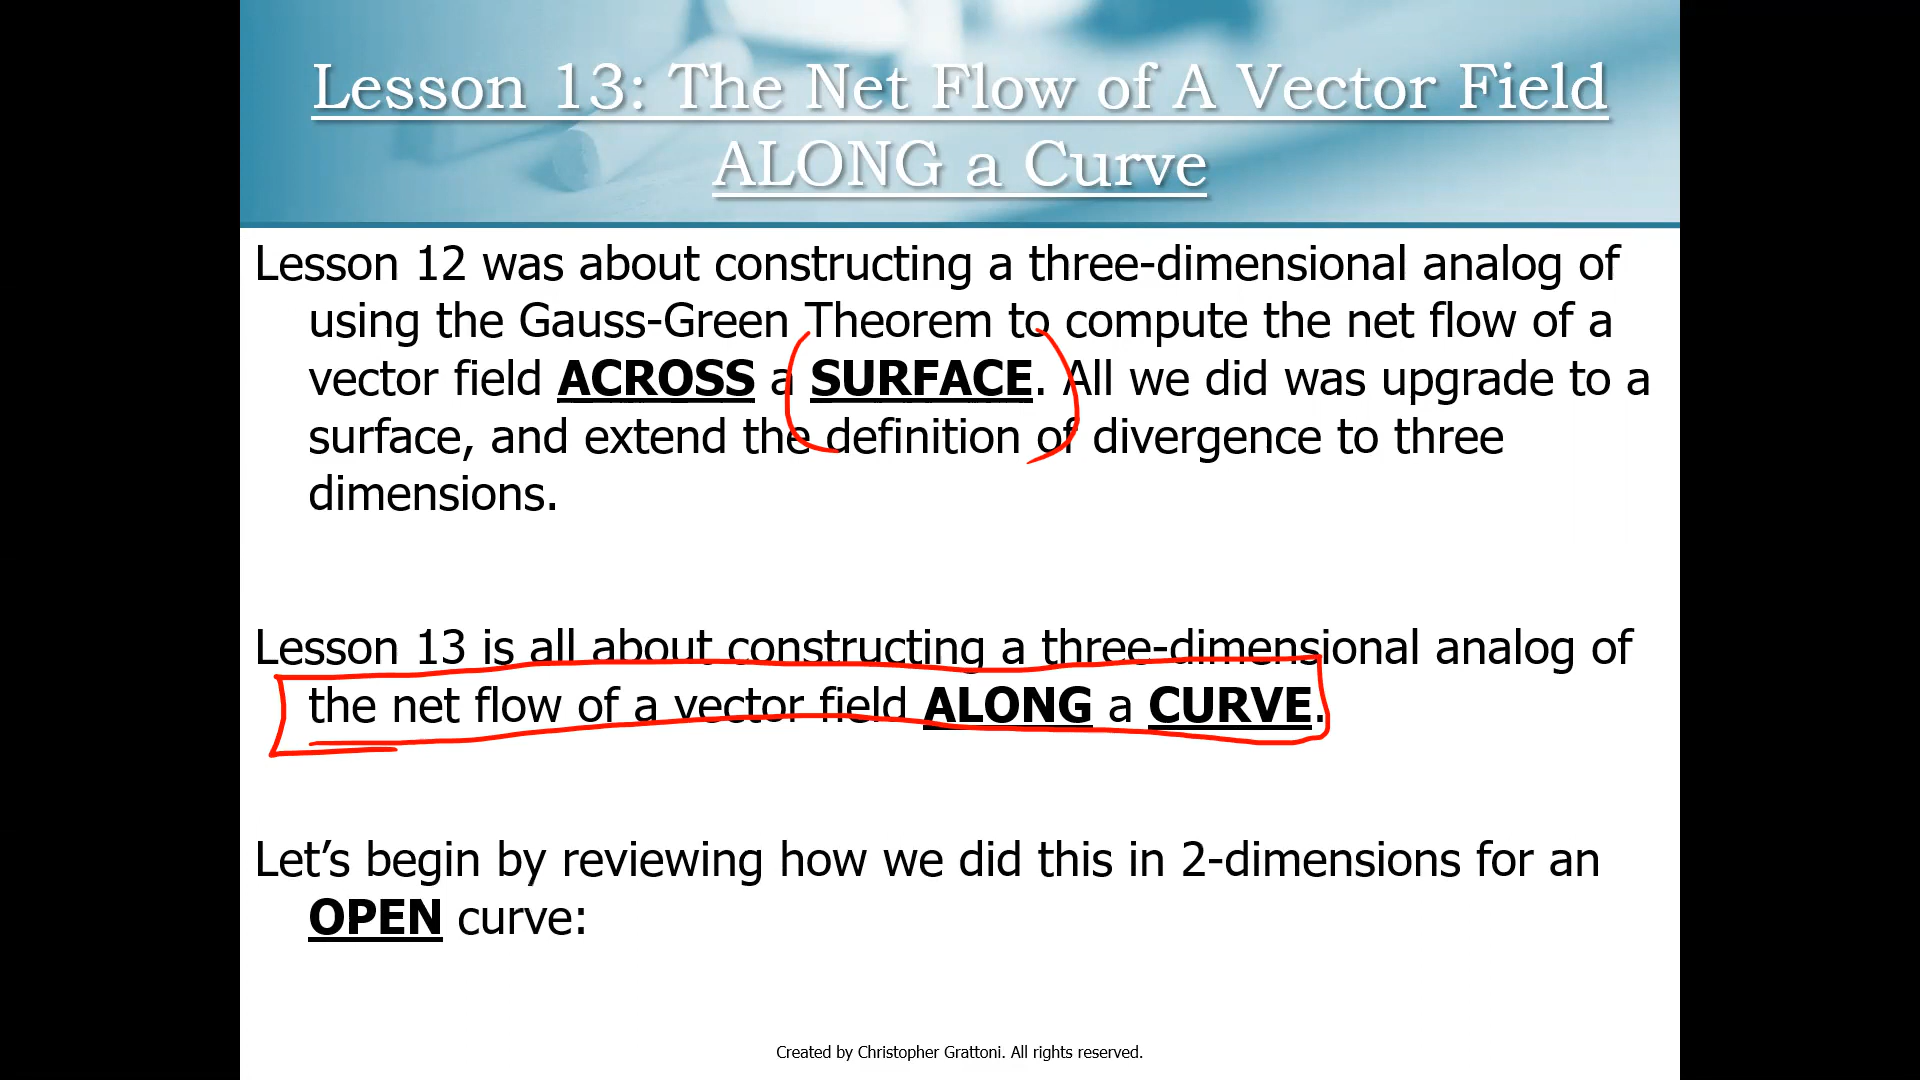 Lesson 13: The Net Flow of A Vector Field
ALONG a Curve
Lesson 12 was about constructing a three-dimensional analog of
using the Gauss-Green Theorem to compute the net flow of a
vector field ACROSS a SURFACE. All we did was upgrade to a
surface, and extend the definition of divergence to three
dimensions.
Lesson 13 is all about constructing a three-dimensional analog of
the net flow of a vector field ALONG a CURVE.
Let’s begin by reviewing how we did this in 2-dimensions for an
OPEN curve:
Created by Christopher Grattoni. All rights reserved.